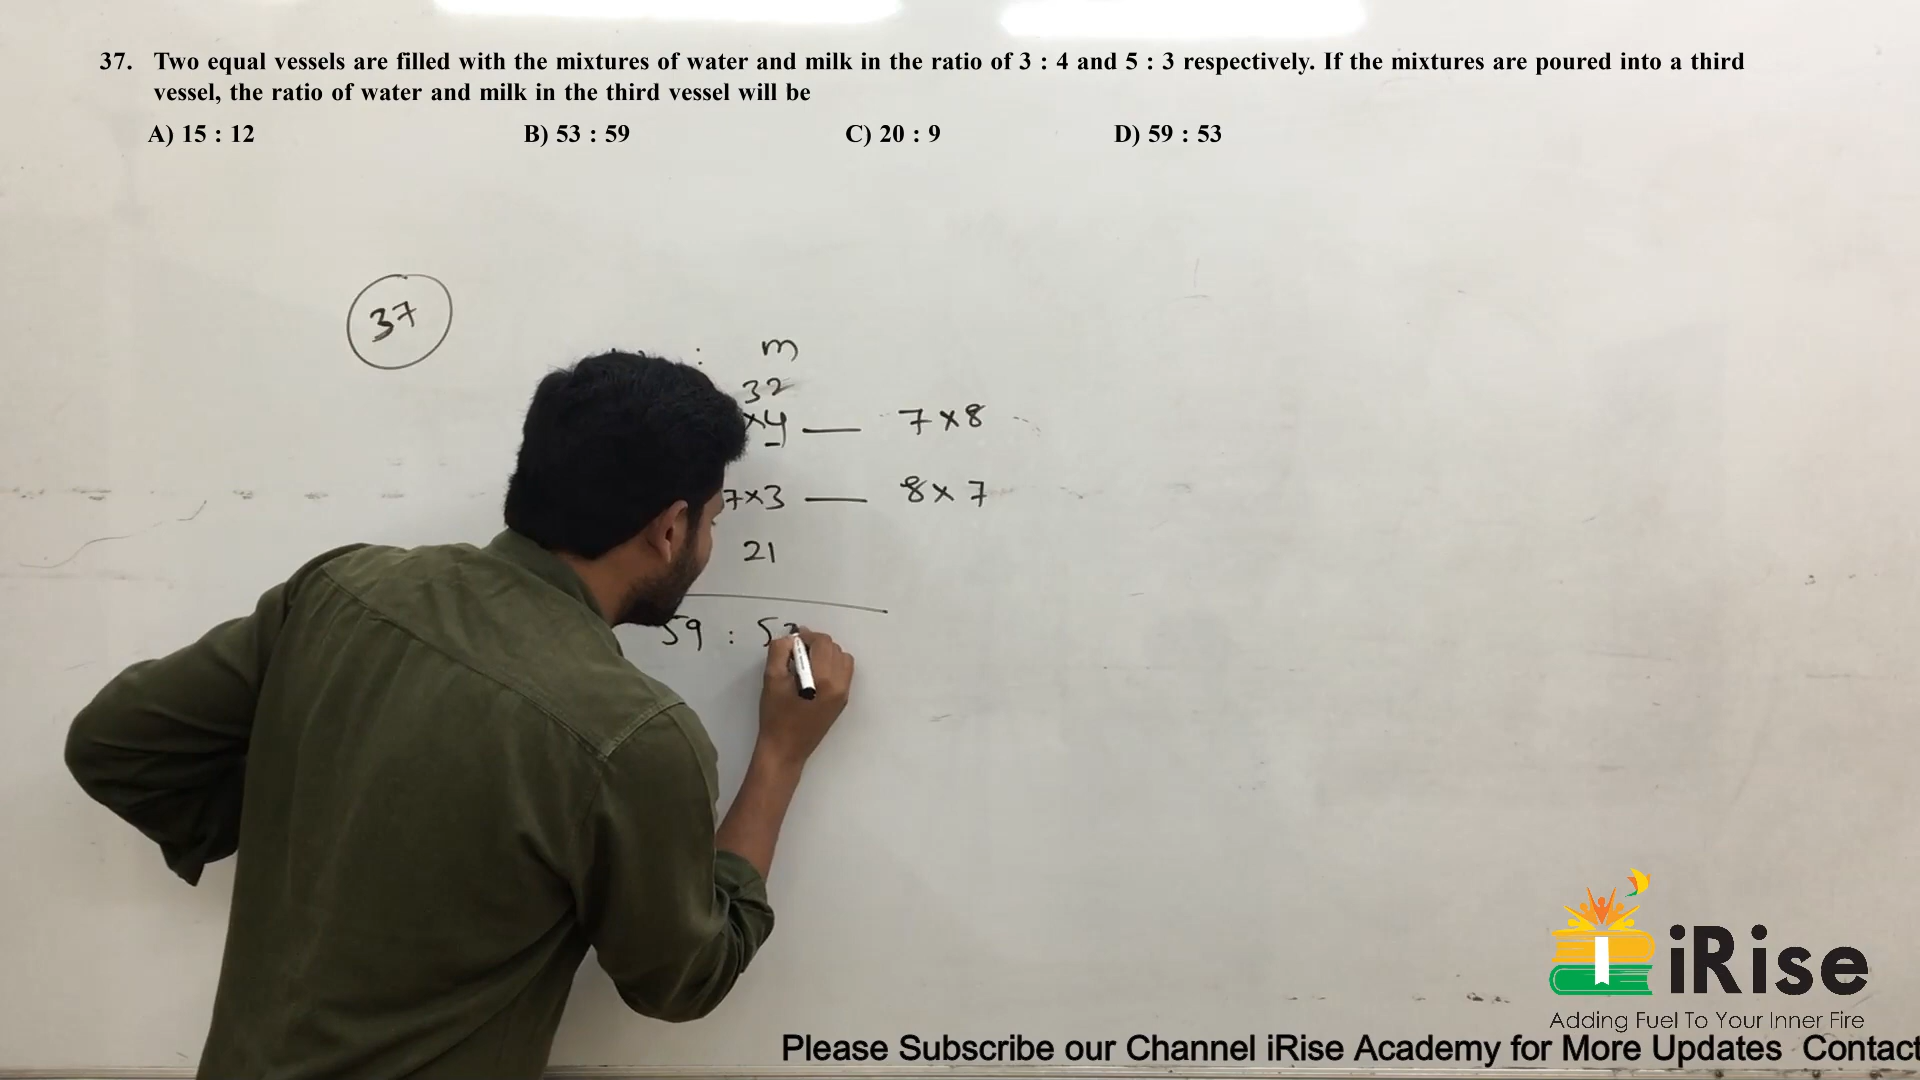 37. Two equal vessels are filled with the mixtures of water and milk in the ratio of 3 : 4 and 5 : 3 respectively. If the mixtures are poured into a third
vessel, the ratio of water and milk in the third vessel will be
A) 15 : 12 B) 53 : 59 C) 20 : 9 D) 59 : 53
37
: m
32
×4 — 7×8
7×3 — 8×7
21
59 : 53
iRise
Adding Fuel To Your Inner Fire
Please Subscribe our Channel iRise Academy for More Updates Contact